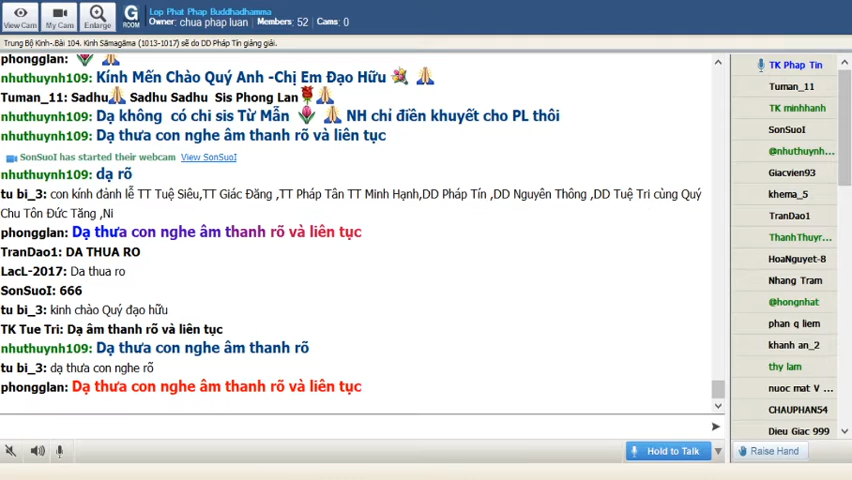 Lop Phat Phap Buddhadhamma
Owner: chua phap luan Members: 52 Cams: 0
View Cam
My Cam
Enlarge
G
ROOM
Trung Bộ Kinh-.Bài 104. Kinh Sāmagāma (1013-1017) sẽ do DD Pháp Tín giảng giải.
phongglan:
nhuthuynh109: Kính Mến Chào Quý Anh -Chị Em Đạo Hữu
Tuman_11: Sadhu Sadhu Sadhu Sis Phong Lan
nhuthuynh109: Dạ không có chi sis Từ Mẫn NH chỉ điền khuyết cho PL thôi
nhuthuynh109: Dạ thưa con nghe âm thanh rõ và liên tục
SonSuoI has started their webcam View SonSuoI
nhuthuynh109: dạ rõ
tu bi_3: con kính đảnh lễ TT Tuệ Siêu,TT Giác Đăng ,TT Pháp Tân TT Minh Hạnh,DD Pháp Tín ,DD Nguyên Thông ,DD Tuệ Tri cùng Quý
Chu Tôn Đức Tăng ,Ni
phongglan: Dạ thưa con nghe âm thanh rõ và liên tục
TranDao1: DA THUA RO
LacL-2017: Da thua ro
SonSuoI: 666
tu bi_3: kinh chào Quý đạo hữu
TK Tue Tri: Dạ âm thanh rõ và liên tục
nhuthuynh109: Dạ thưa con nghe âm thanh rõ
tu bi_3: dạ thưa con nghe rõ
phongglan: Dạ thưa con nghe âm thanh rõ và liên tục
TK Phap Tin
Tuman_11
TK minhhanh
SonSuoI
@nhuthuynh...
Giacvien93
khema_5
TranDao1
ThanhThuyr...
HoaNguyet-8
Nhang Tram
@hongnhat
phan q liem
khanh an_2
thy lam
nuoc mat V ...
CHAUPHAN54
Dieu Giac 999
Hold to Talk
Raise Hand